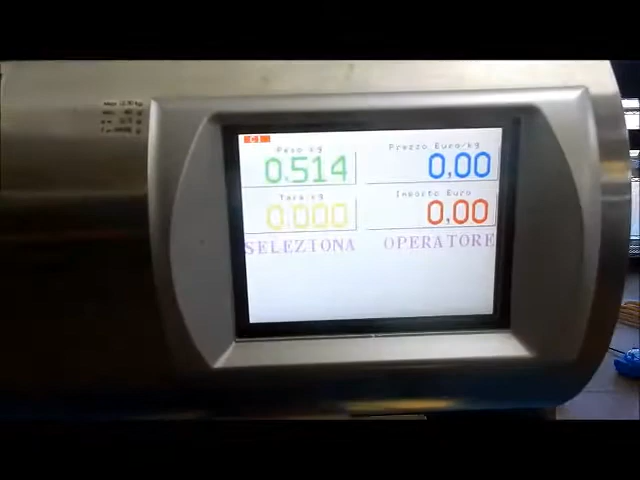 C1
Peso kg
Prezzo Euro/kg
0.514
0,00
Tara kg
Importo Euro
0.000
0,00
SELEZIONA OPERATORE